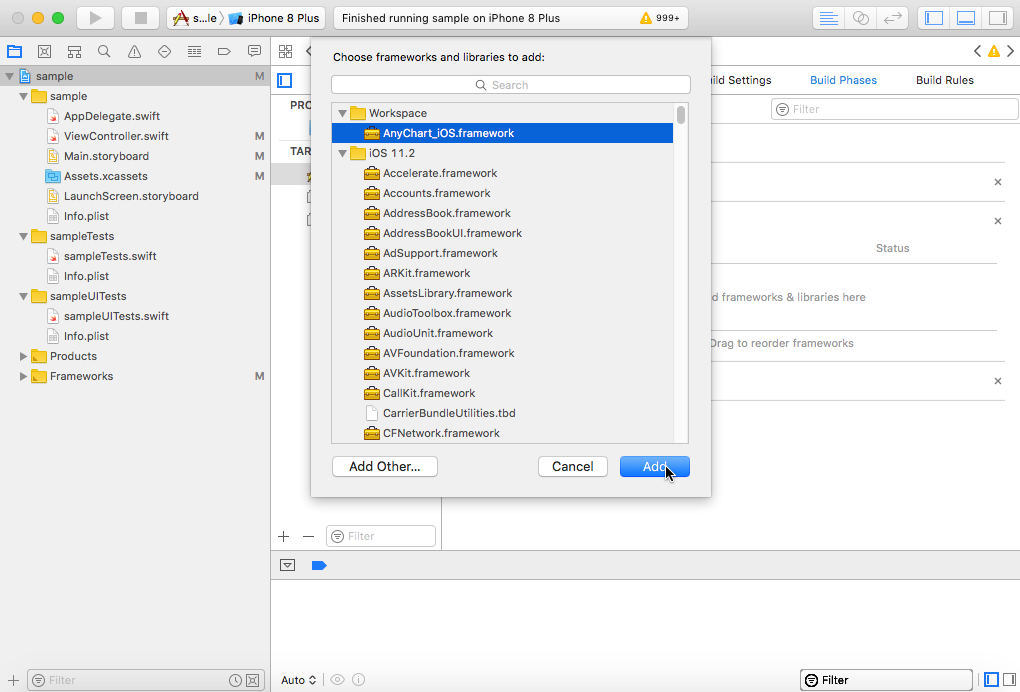 s...le iPhone 8 Plus
Finished running sample on iPhone 8 Plus
999+
sample M
sample
AppDelegate.swift
ViewController.swift M
Main.storyboard M
Assets.xcassets M
LaunchScreen.storyboard
Info.plist
sampleTests
sampleTests.swift
Info.plist
sampleUITests
sampleUITests.swift
Info.plist
Products
Frameworks M
Filter
PRO
TAR
Filter
Choose frameworks and libraries to add:
Search
Workspace
AnyChart_iOS.framework
iOS 11.2
Accelerate.framework
Accounts.framework
AddressBook.framework
AddressBookUI.framework
AdSupport.framework
ARKit.framework
AssetsLibrary.framework
AudioToolbox.framework
AudioUnit.framework
AVFoundation.framework
AVKit.framework
CallKit.framework
CarrierBundleUtilities.tbd
CFNetwork.framework
Add Other... Cancel Add
ild Settings Build Phases Build Rules
Filter
Status
d frameworks & libraries here
Drag to reorder frameworks
Auto
Filter